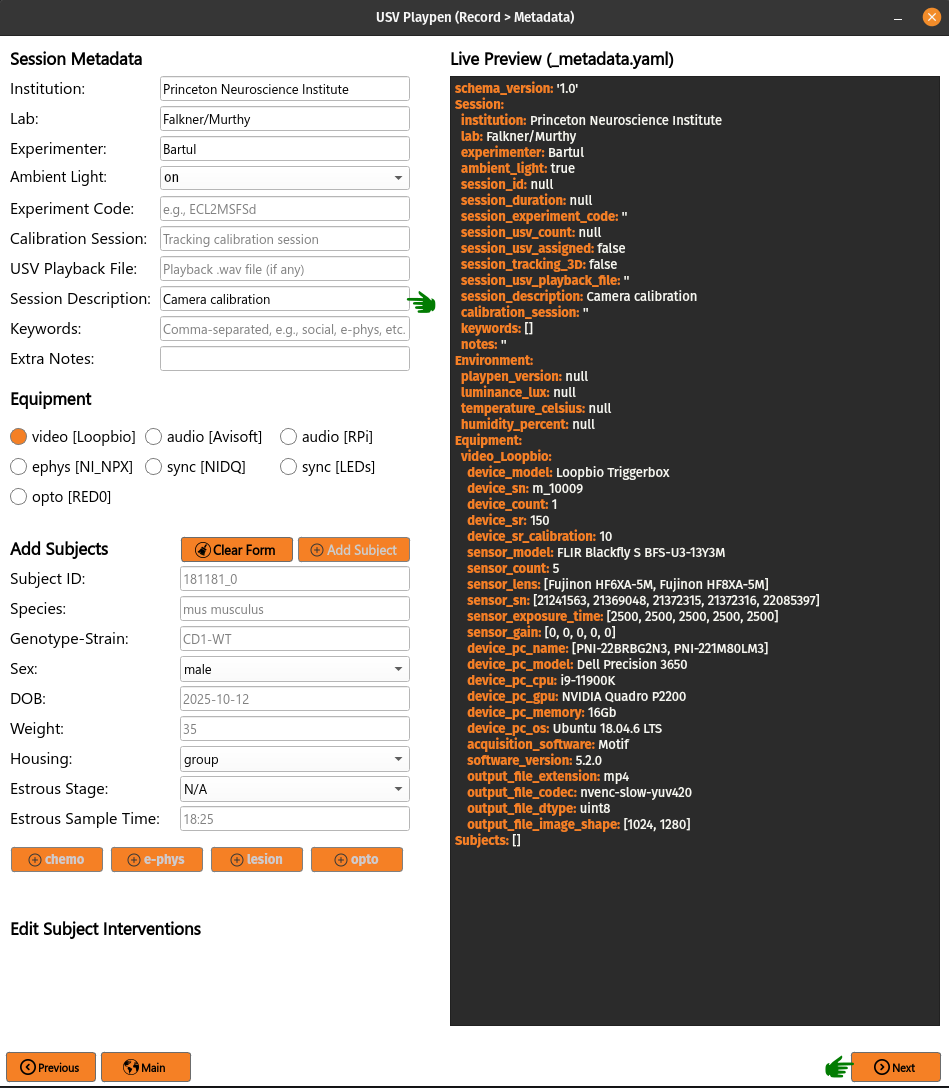 USV Playpen (Record > Metadata)
Session Metadata
Institution: Princeton Neuroscience Institute
Lab: Falkner/Murthy
Experimenter: Bartul
Ambient Light: on
Experiment Code: e.g., ECL2MSFSd
Calibration Session: Tracking calibration session
USV Playback File: Playback .wav file (if any)
Session Description: Camera calibration
Keywords: Comma-separated, e.g., social, e-phys, etc.
Extra Notes:
Equipment
video [Loopbio] audio [Avisoft] audio [RPi]
ephys [NI_NPX] sync [NIDQ] sync [LEDs]
opto [RED0]
Add Subjects Clear Form Add Subject
Subject ID: 181181_0
Species: mus musculus
Genotype-Strain: CD1-WT
Sex: male
DOB: 2025-10-12
Weight: 35
Housing: group
Estrous Stage: N/A
Estrous Sample Time: 18:25
chemo e-phys lesion opto
Edit Subject Interventions
Live Preview (_metadata.yaml)
schema_version: '1.0'
Session:
institution: Princeton Neuroscience Institute
lab: Falkner/Murthy
experimenter: Bartul
ambient_light: true
session_id: null
session_duration: null
session_experiment_code: ''
session_usv_count: null
session_usv_assigned: false
session_tracking_3D: false
session_usv_playback_file: ''
session_description: Camera calibration
calibration_session: ''
keywords: []
notes: ''
Environment:
playpen_version: null
luminance_lux: null
temperature_celsius: null
humidity_percent: null
Equipment:
video_Loopbio:
device_model: Loopbio Triggerbox
device_sn: m_10009
device_count: 1
device_sr: 150
device_sr_calibration: 10
sensor_model: FLIR Blackfly S BFS-U3-13Y3M
sensor_count: 5
sensor_lens: [Fujinon HF6XA-5M, Fujinon HF8XA-5M]
sensor_sn: [21241563, 21369048, 21372315, 21372316, 22085397]
sensor_exposure_time: [2500, 2500, 2500, 2500, 2500]
sensor_gain: [0, 0, 0, 0, 0]
device_pc_name: [PNI-22BRBG2N3, PNI-221M80LM3]
device_pc_model: Dell Precision 3650
device_pc_cpu: i9-11900K
device_pc_gpu: NVIDIA Quadro P2200
device_pc_memory: 16Gb
device_pc_os: Ubuntu 18.04.6 LTS
acquisition_software: Motif
software_version: 5.2.0
output_file_extension: mp4
output_file_codec: nvenc-slow-yuv420
output_file_dtype: uint8
output_file_image_shape: [1024, 1280]
Subjects: []
Previous Main Next